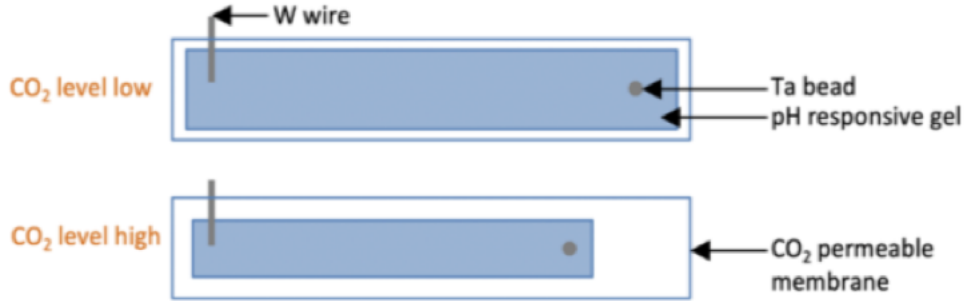 W wire
CO₂ level low
Ta bead
pH responsive gel
CO₂ level high
CO₂ permeable
membrane